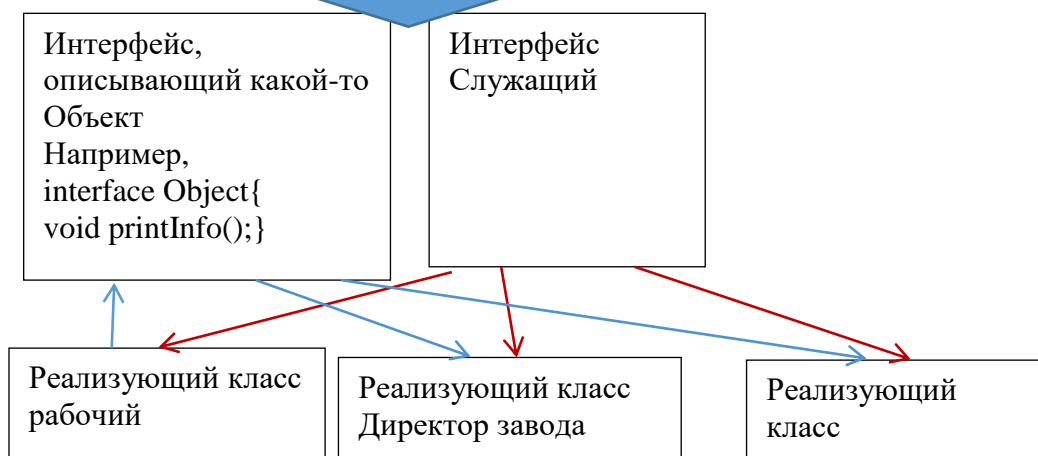 Интерфейс,
описывающий какой-то
Объект
Например,
interface Object{
void printInfo();}
Интерфейс
Служащий
Реализующий класс
рабочий
Реализующий класс
Директор завода
Реализующий
класс